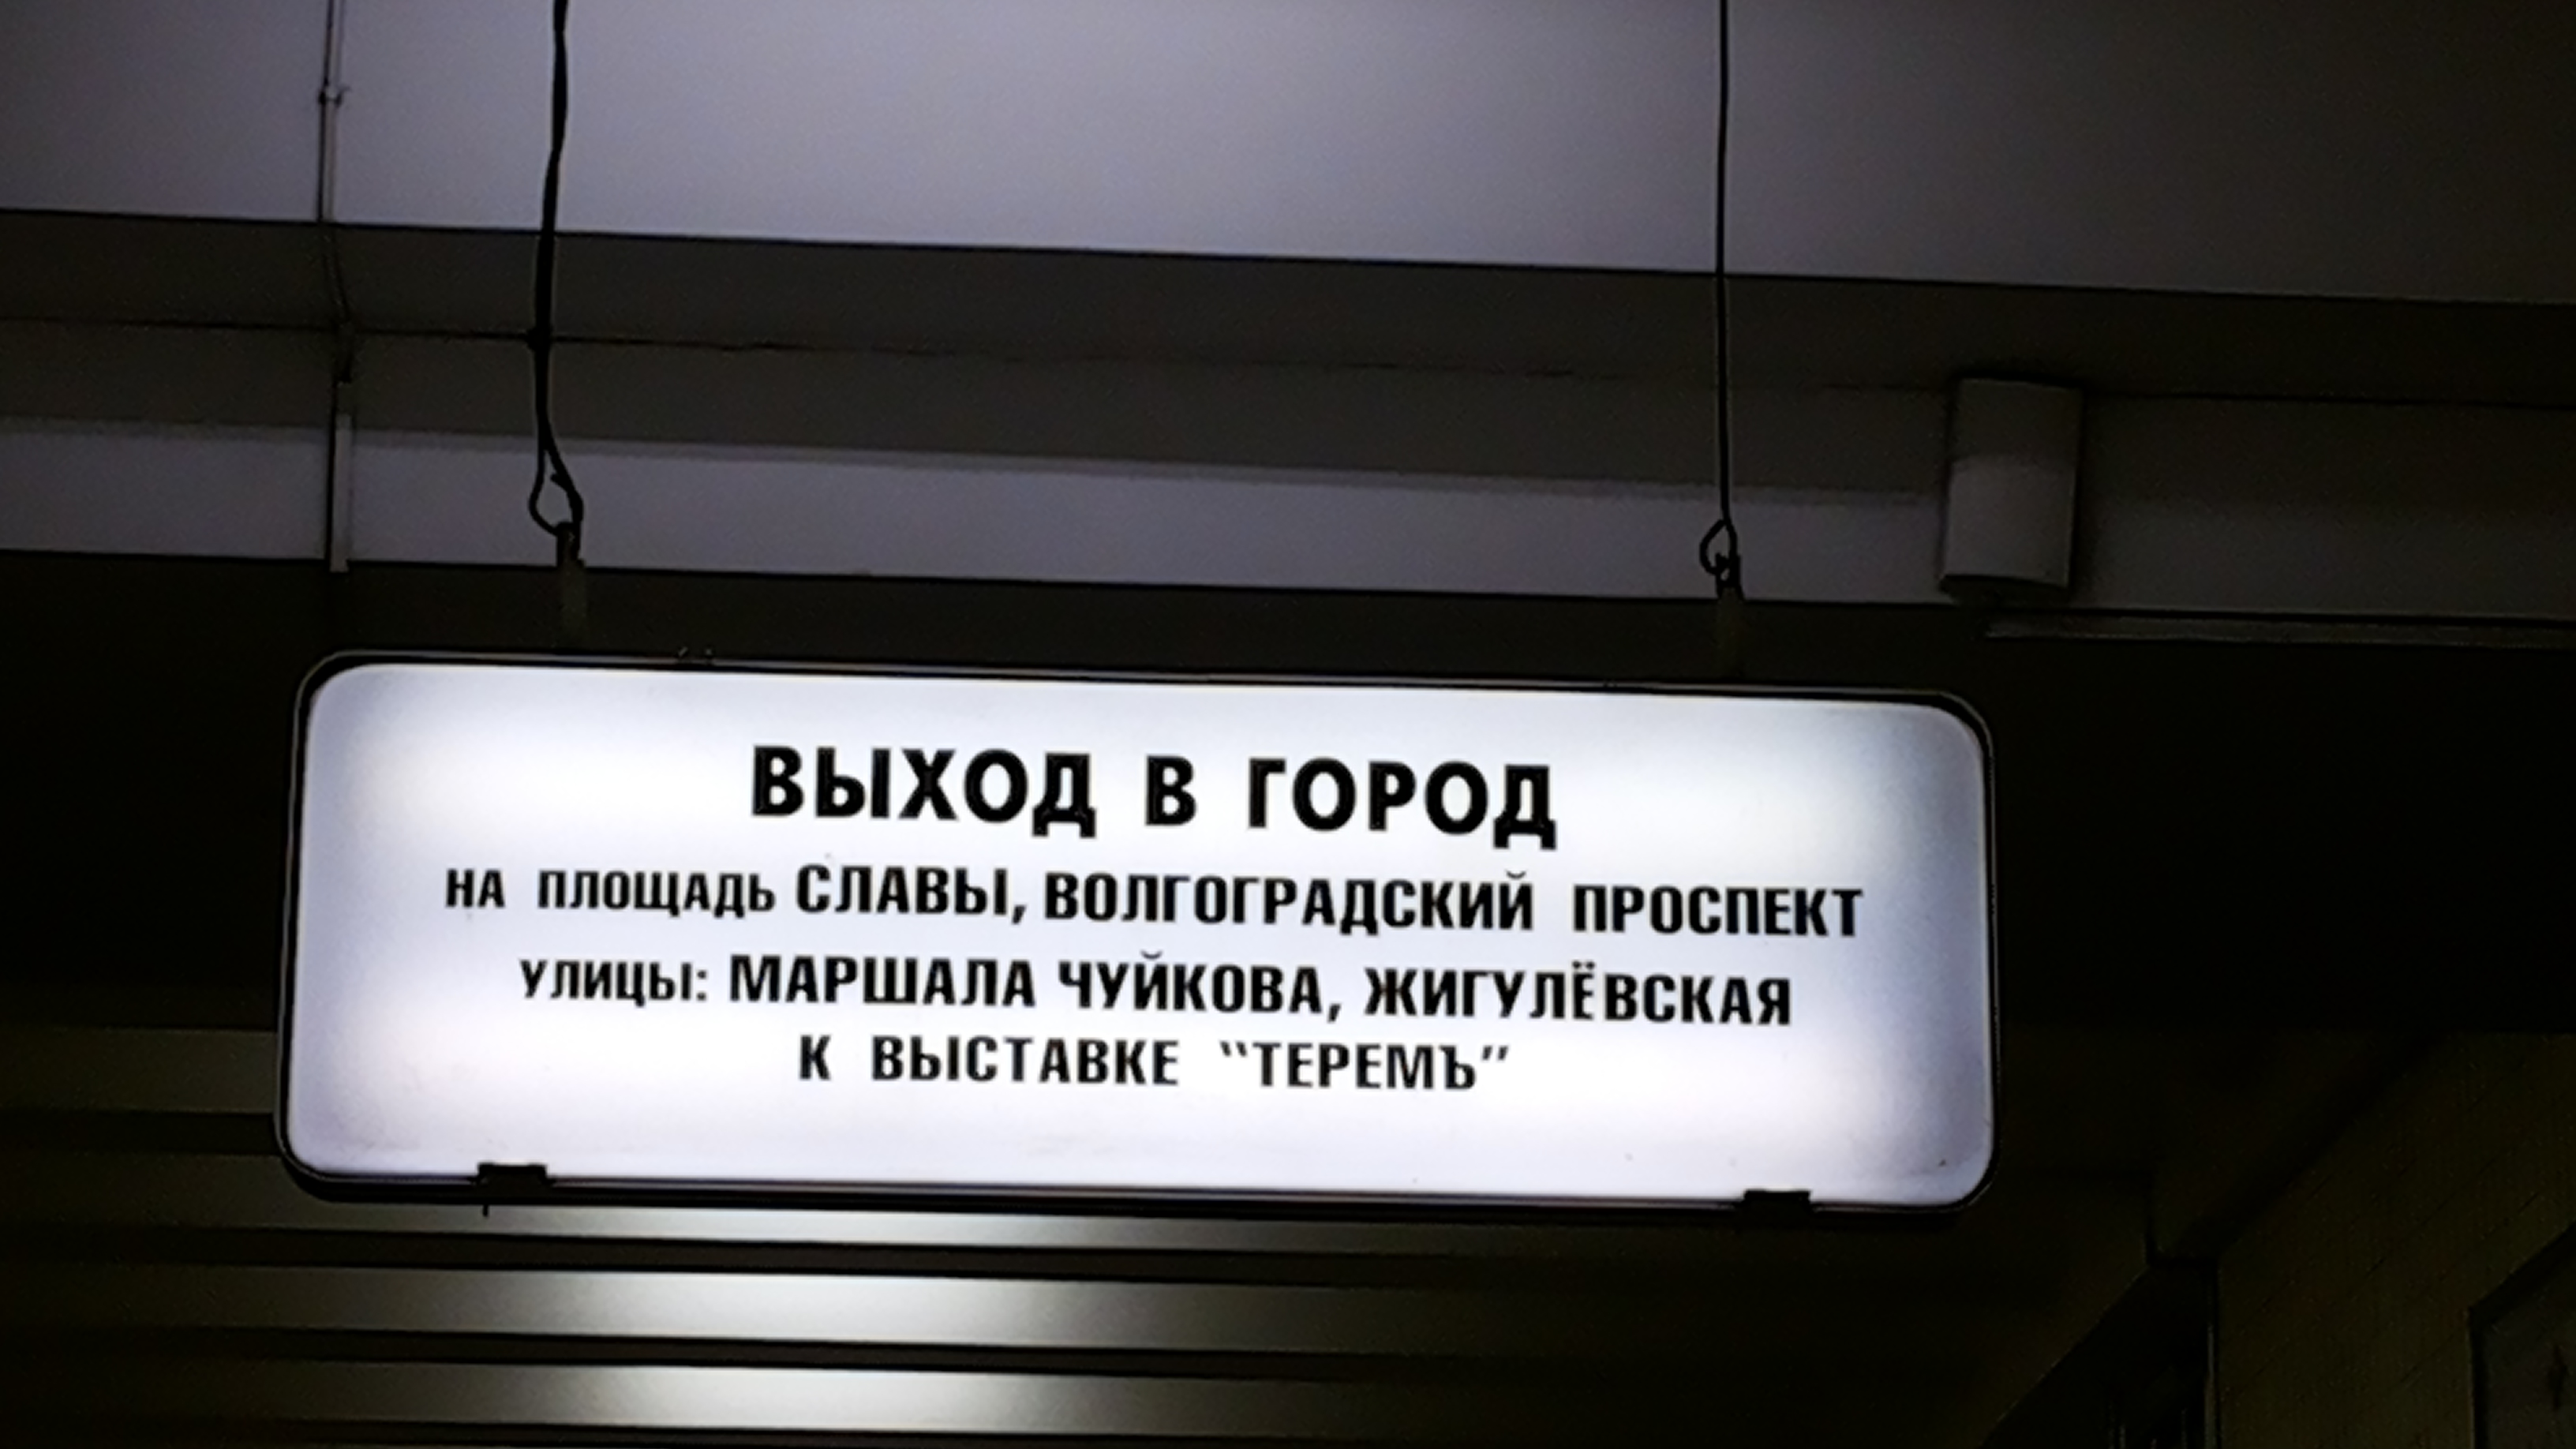 ВЫХОД В ГОРОД
НА ПЛОЩАДЬ СЛАВЫ, ВОЛГОГРАДСКИЙ ПРОСПЕКТ
УЛИЦЫ: МАРШАЛА ЧУЙКОВА, ЖИГУЛЁВСКАЯ
К ВЫСТАВКЕ "ТЕРЕМЪ"